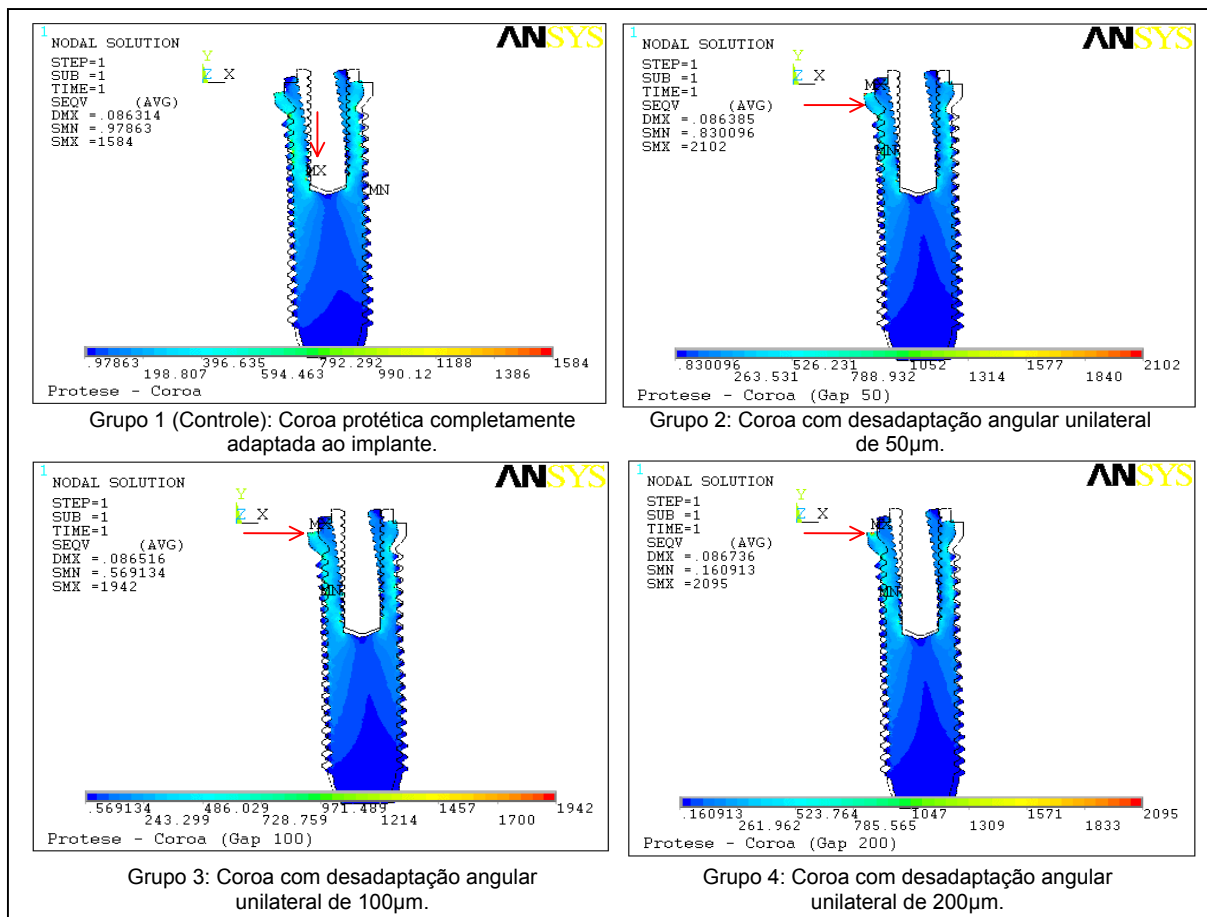 1
ANSYS
NODAL SOLUTION
STEP=1
SUB =1
TIME=1
SEQV (AVG)
DMX =.086314
SMN =.97863
SMX =1584
Y
Z X
MX
MN
.97863 396.635 792.292 1188 1584
198.807 594.463 990.12 1386
Protese - Coroa
Grupo 1 (Controle): Coroa protética completamente
adaptada ao implante.
1
ANSYS
NODAL SOLUTION
STEP=1
SUB =1
TIME=1
SEQV (AVG)
DMX =.086385
SMN =.830096
SMX =2102
Y
Z X
MX
MN
.830096 526.231 1052 1577 2102
263.531 788.932 1314 1840
Protese - Coroa (Gap 50)
Grupo 2: Coroa com desadaptação angular unilateral
de 50µm.
1
ANSYS
NODAL SOLUTION
STEP=1
SUB =1
TIME=1
SEQV (AVG)
DMX =.086516
SMN =.569134
SMX =1942
Y
Z X
MX
MN
.569134 486.029 971.489 1457 1942
243.299 728.759 1214 1700
Protese - Coroa (Gap 100)
Grupo 3: Coroa com desadaptação angular
unilateral de 100µm.
1
ANSYS
NODAL SOLUTION
STEP=1
SUB =1
TIME=1
SEQV (AVG)
DMX =.086736
SMN =.160913
SMX =2095
Y
Z X
MX
MN
.160913 523.764 1047 1571 2095
261.962 785.565 1309 1833
Protese - Coroa (Gap 200)
Grupo 4: Coroa com desadaptação angular
unilateral de 200µm.